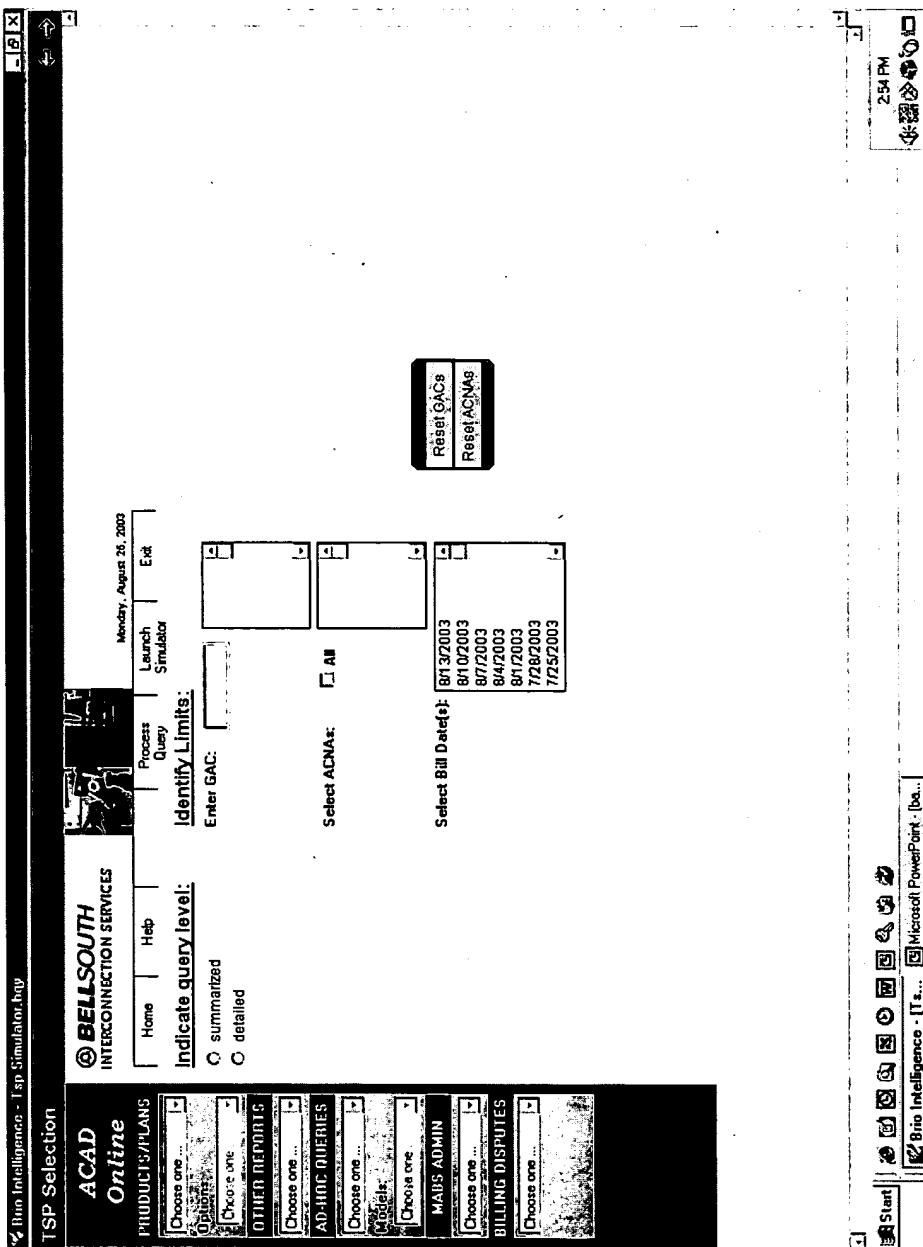 Brio Intelligence - Tsp Simulator.bqy
TSP Selection
ACAD
Online
PRODUCTS/PLANS
Choose one ...
Options:
Choose one
OTHER REPORTS
Choose one ...
AD-HOC QUERIES
Choose one ...
Models:
Choose one
MADS ADMIN
Choose one ...
BILLING DISPUTES
Choose one ...
@ BELLSOUTH
INTERCONNECTION SERVICES
yo!
Monday, August 26, 2003
Home
Help
Process
Query
Launch
Simulator
Exit
Indicate query level:
summarized
detailed
Identify Limits:
Enter GAC:
Select ACNAs:
All
Select Bill Date(s):
8/13/2003
8/10/2003
8/7/2003
8/4/2003
8/1/2003
7/28/2003
7/25/2003
Reset GACs
Reset ACNAs
Start
Brio Intelligence - [Ts...
Microsoft PowerPoint - [ba...
2:54 PM